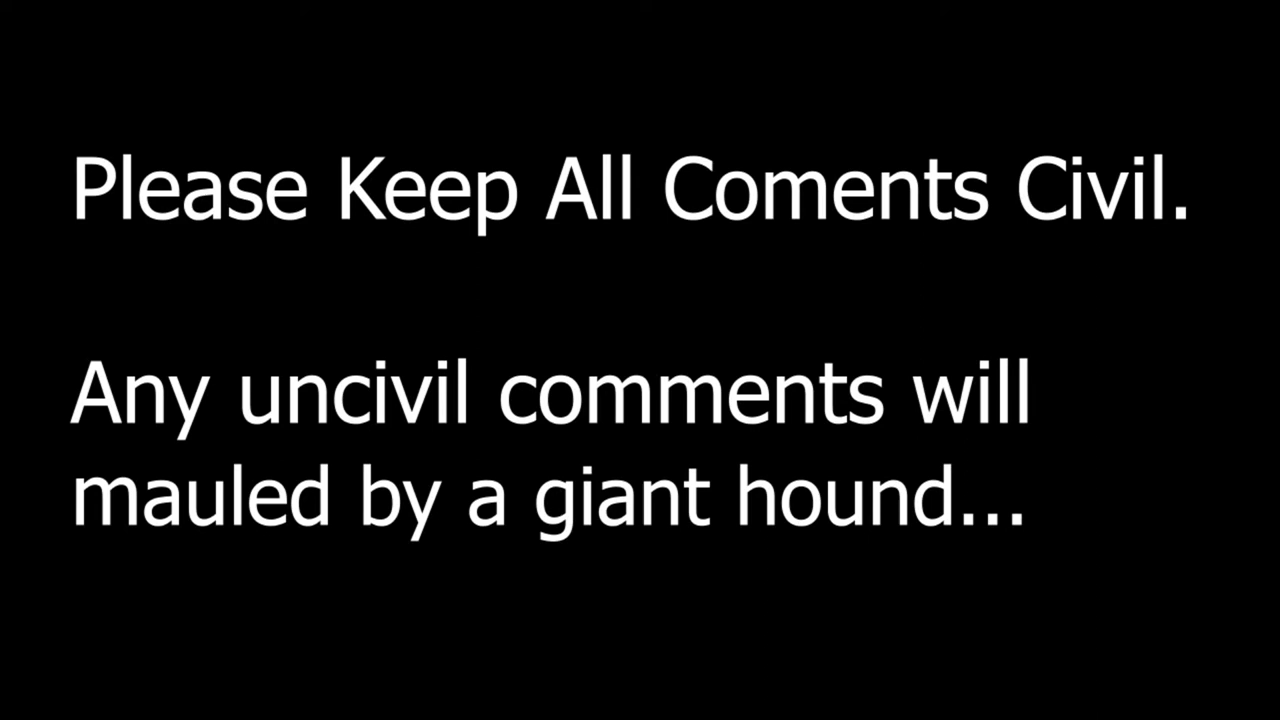 Please Keep All Coments Civil.
Any uncivil comments will
mauled by a giant hound...